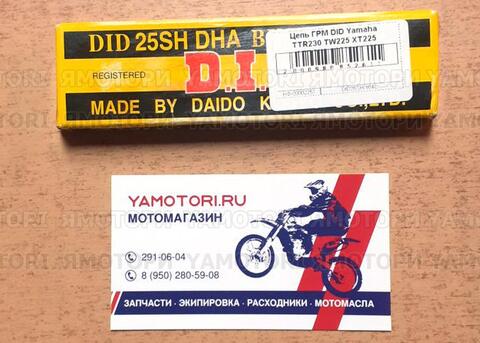 DID 25SH DHA
Цепь ГРМ DID Yamaha
TTR230 TW225 XT225
REGISTERED
D.I.
MADE BY DAIDO
YAMOTORI.RU
МОТОМАГАЗИН
291-06-04
8 (950) 280-59-08
ЗАПЧАСТИ · ЭКИПИРОВКА · РАСХОДНИКИ · МОТОМАСЛА